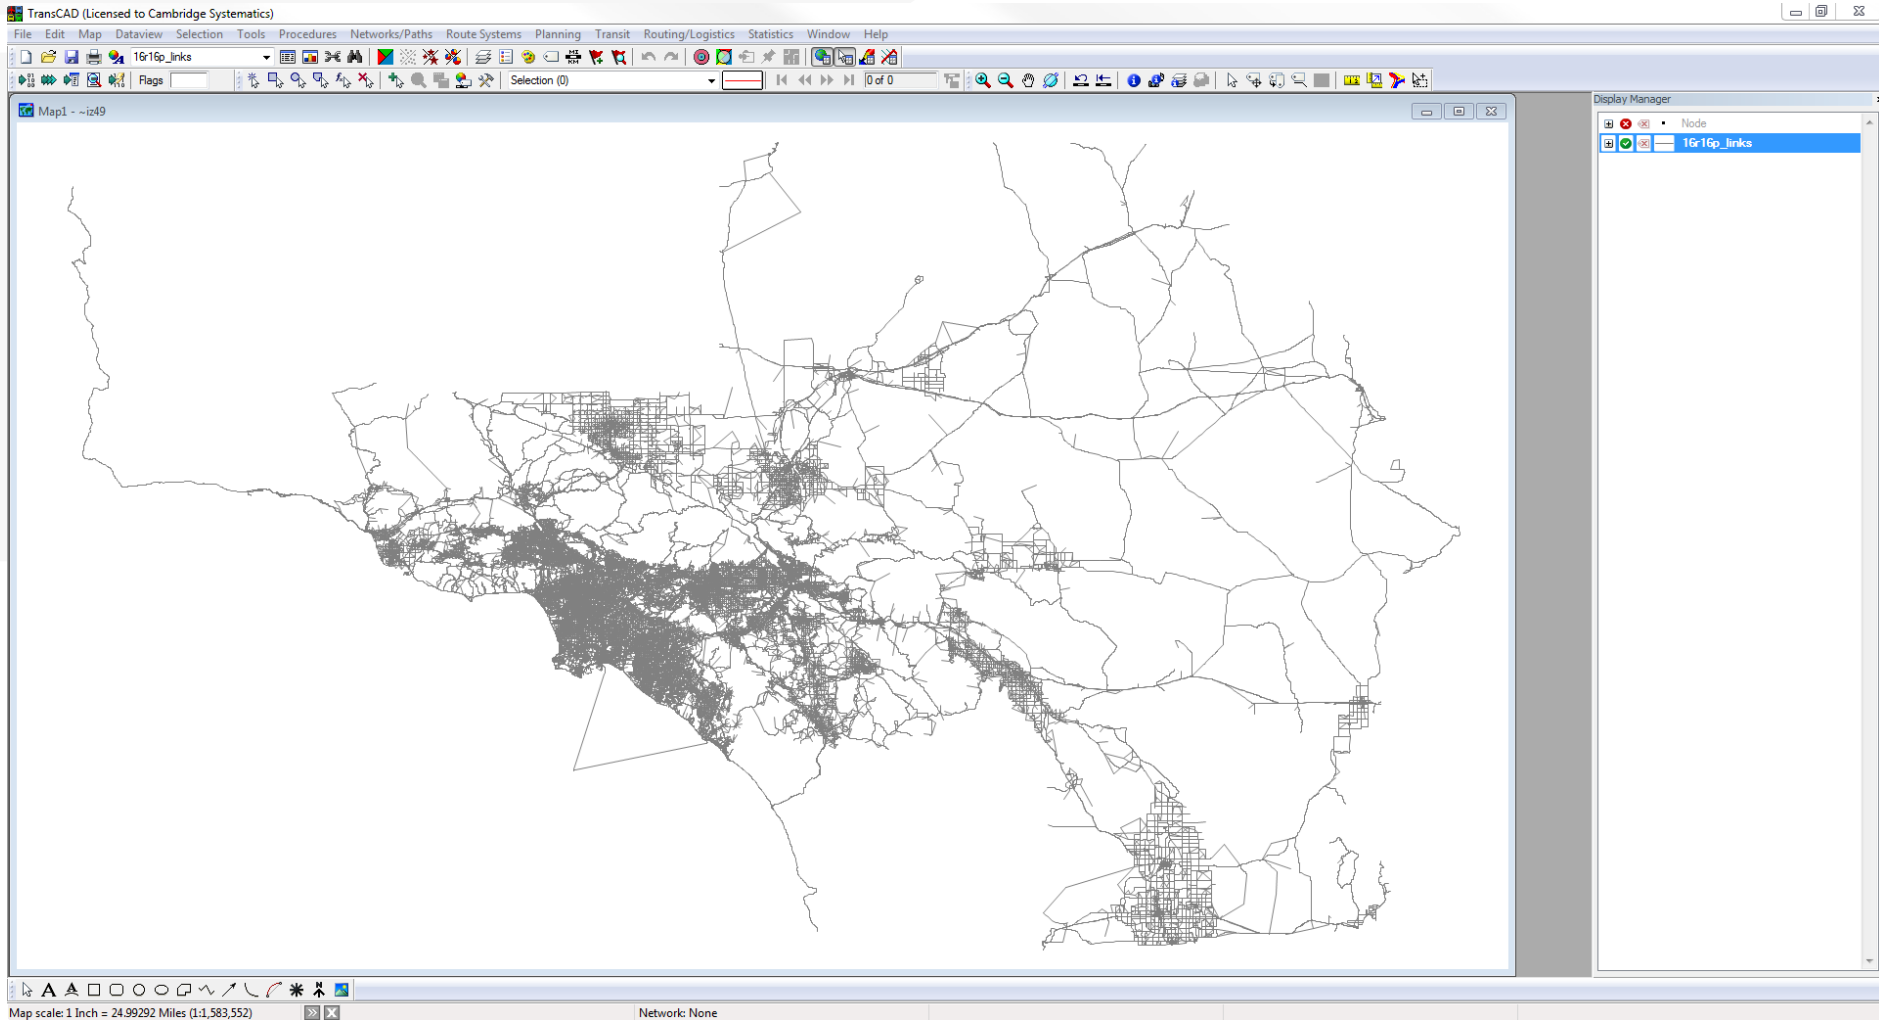 TransCAD (Licensed to Cambridge Systematics)
File Edit Map Dataview Selection Tools Procedures Networks/Paths Route Systems Planning Transit Routing/Logistics Statistics Window Help
16r16p_links
MI
KM
Flags
Selection (0)
0 of 0
Map1 - ~iz49
Display Manager
Node
16r16p_links
A A
Map scale: 1 Inch = 24.99292 Miles (1:1,583,552)
Network: None